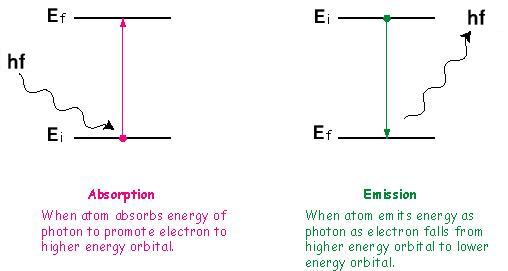 Ef
hf
Ei
Absorption
When atom absorbs energy of
photon to promote electron to
higher energy orbital.
Ei
hf
Ef
Emission
When atom emits energy as
photon as electron falls from
higher energy orbital to lower
energy orbital.